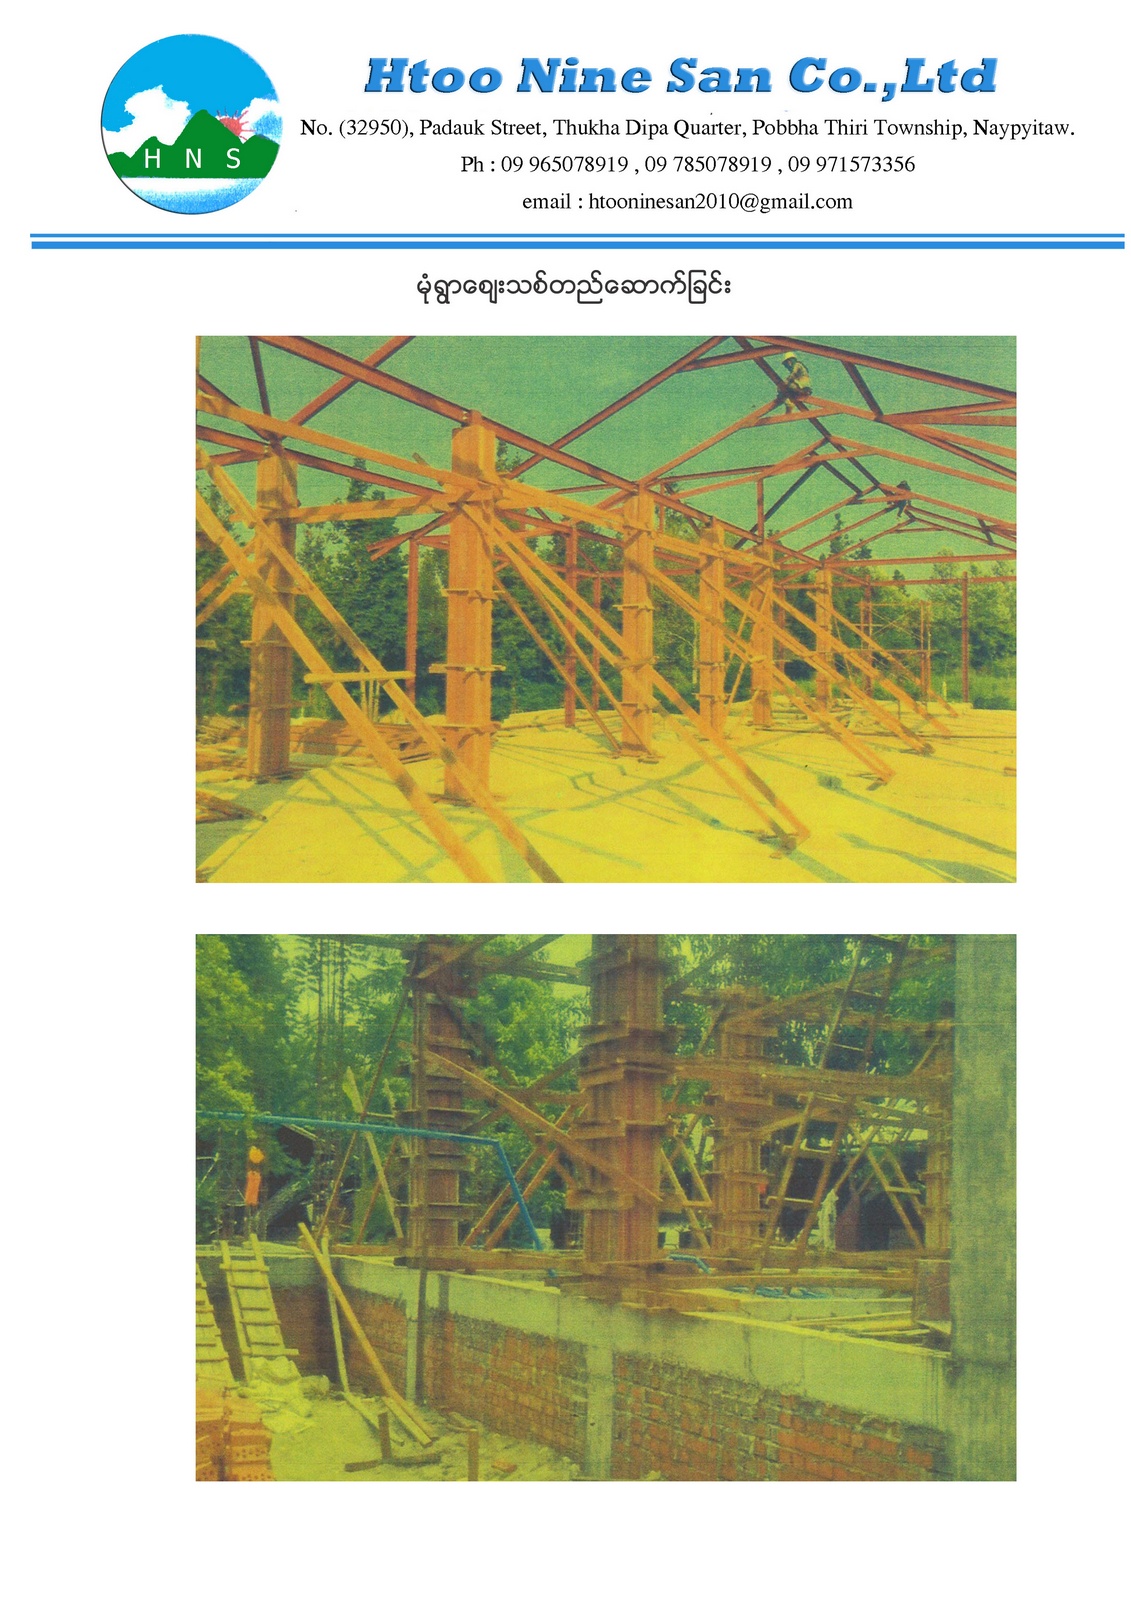 H N S
Htoo Nine San Co.,Ltd
No. (32950), Padauk Street, Thukha Dipa Quarter, Pobbha Thiri Township, Naypyitaw.
Ph : 09 965078919 , 09 785078919 , 09 971573356
email : htooninesan2010@gmail.com
မုံရွာဈေးသစ်တည်ဆောက်ခြင်း